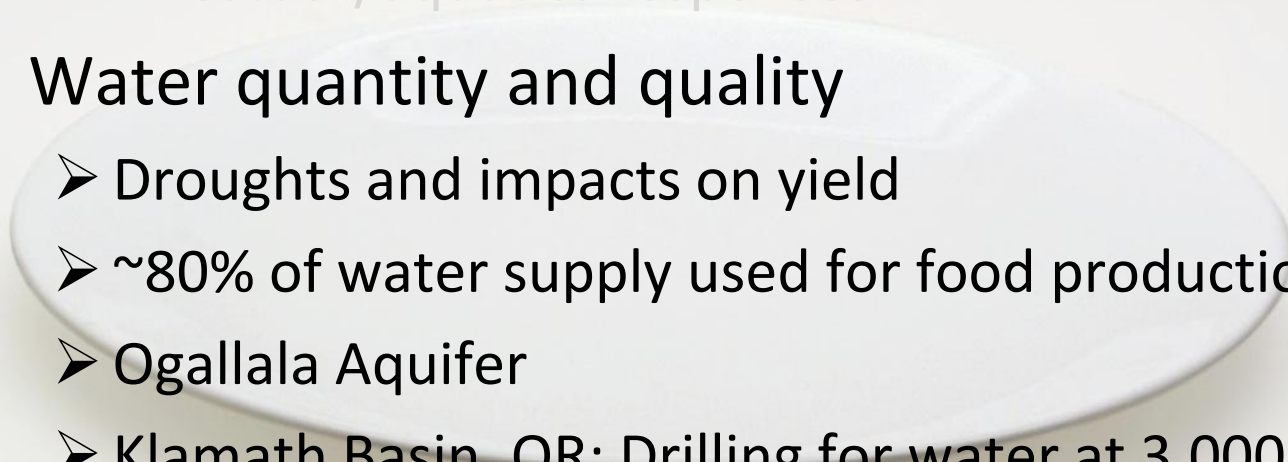 Water quantity and quality
➢ Droughts and impacts on yield
➢ ~80% of water supply used for food productio
➢ Ogallala Aquifer
➢ Klamath Basin, OR: Drilling for water at 3,000